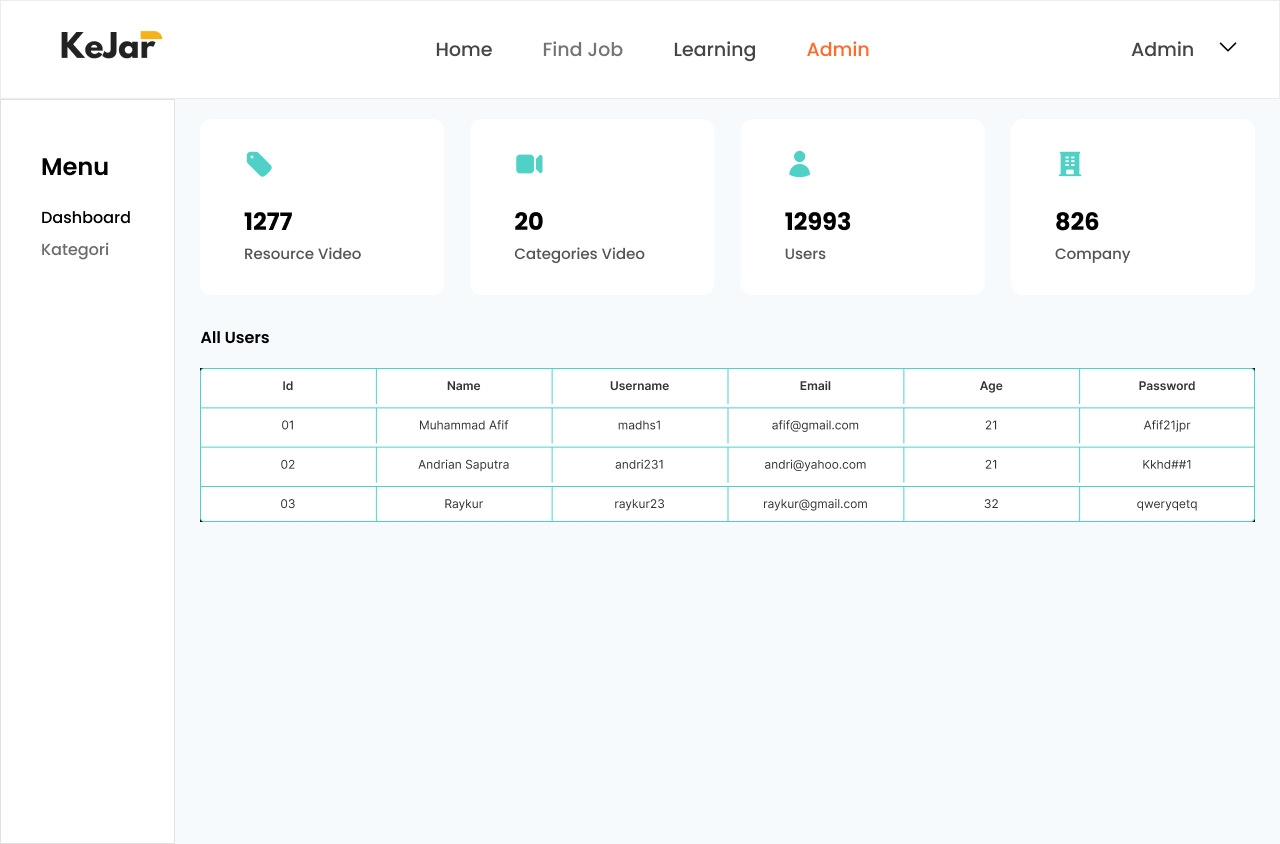 KeJar
Home Find Job Learning Admin
Admin
Menu
Dashboard
Kategori
1277
Resource Video
20
Categories Video
12993
Users
826
Company
All Users
Id Name Username Email Age Password
01 Muhammad Afif madhs1 afif@gmail.com 21 Afif21jpr
02 Andrian Saputra andri231 andri@yahoo.com 21 Kkhd##1
03 Raykur raykur23 raykur@gmail.com 32 qweryqetq